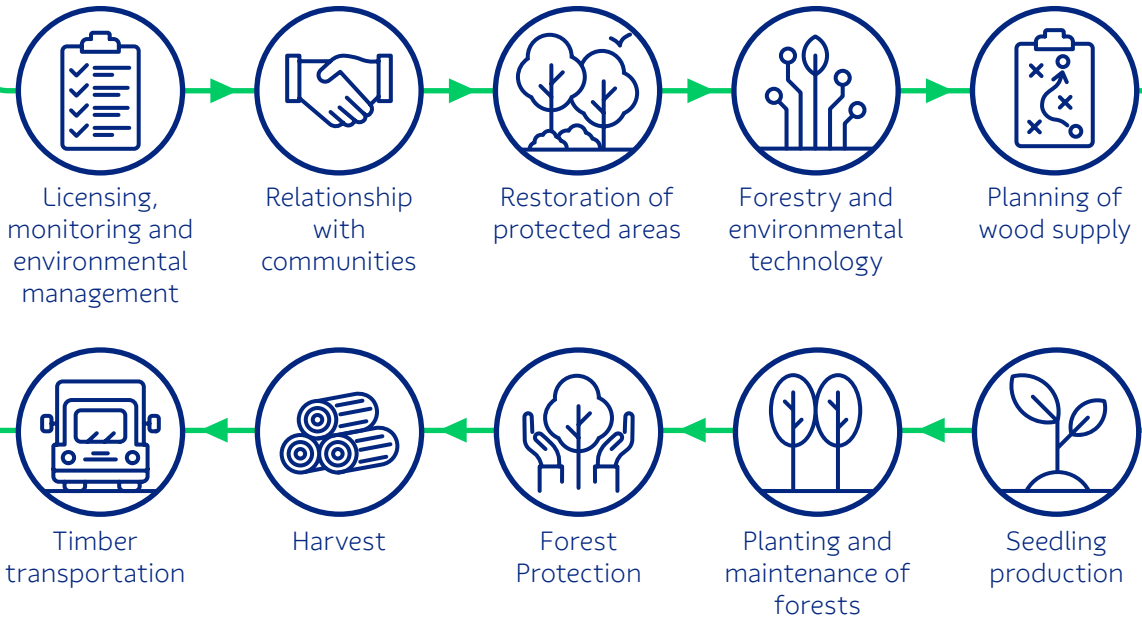 Licensing,
monitoring and
environmental
management
Relationship
with
communities
Restoration of
protected areas
Forestry and
environmental
technology
Planning of
wood supply
Timber
transportation
Harvest
Forest
Protection
Planting and
maintenance of
forests
Seedling
production